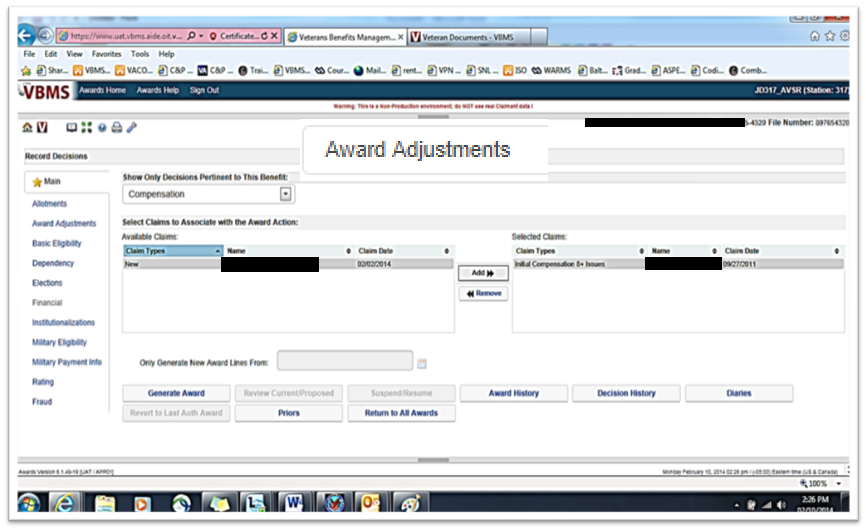 https://www.uat.vbms.aide.oit.v...
Certificate...
Veterans Benefits Managem...
Veteran Documents - VBMS
File Edit View Favorites Tools Help
Shar... VBMS... VACO... C&P ... C&P ... Trai... VBMS... Cour... Mail... rent... VPN ... SNL ... ISO WARMS Balt... Grad... ASPE... Codi... Comb...
VBMS Awards Home Awards Help Sign Out JD317_AVSR (Station: 317)
Warning: This is a Non-Production environment, do NOT use real Claimant data !
5-4320 File Number: 897654320
Award Adjustments
Record Decisions
Main
Allotments
Award Adjustments
Basic Eligibility
Dependency
Elections
Financial
Institutionalizations
Military Eligibility
Military Payment Info
Rating
Fraud
Show Only Decisions Pertinent to This Benefit:
Compensation
Select Claims to Associate with the Award Action:
Available Claims:
Claim Types Name Claim Date
New 02/02/2014
Add
Remove
Selected Claims:
Claim Types Name Claim Date
Initial Compensation 8+ Issues 09/27/2011
Only Generate New Award Lines From:
Generate Award Review Current/Proposed Suspend/Resume Award History Decision History Diaries
Revert to Last Auth Award Priors Return to All Awards
Awards Version 6.1.49-19 [UAT / APP01] Monday February 10, 2014 02:26 pm / (-05:00) Eastern time (US & Canada)
100%
2:26 PM
02/10/2014